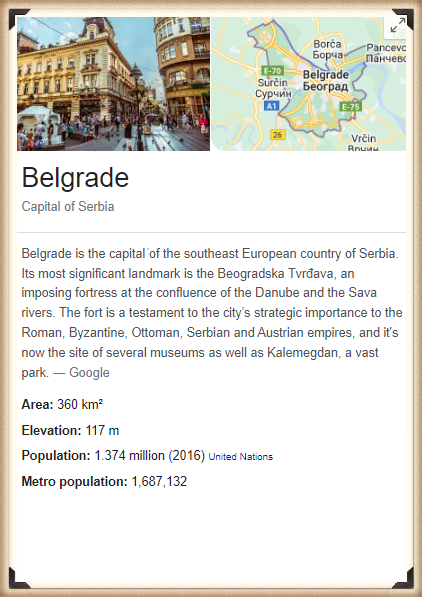 Borča
Борча
Pancevo
Панчево
E-70
Belgrade
Београд
Surčin
Сурчин
A1
E-75
26
Vrčin
Врчин
Belgrade
Capital of Serbia
Belgrade is the capital of the southeast European country of Serbia.
Its most significant landmark is the Beogradska Tvrđava, an
imposing fortress at the confluence of the Danube and the Sava
rivers. The fort is a testament to the city's strategic importance to the
Roman, Byzantine, Ottoman, Serbian and Austrian empires, and it's
now the site of several museums as well as Kalemegdan, a vast
park. — Google
Area: 360 km²
Elevation: 117 m
Population: 1.374 million (2016) United Nations
Metro population: 1,687,132